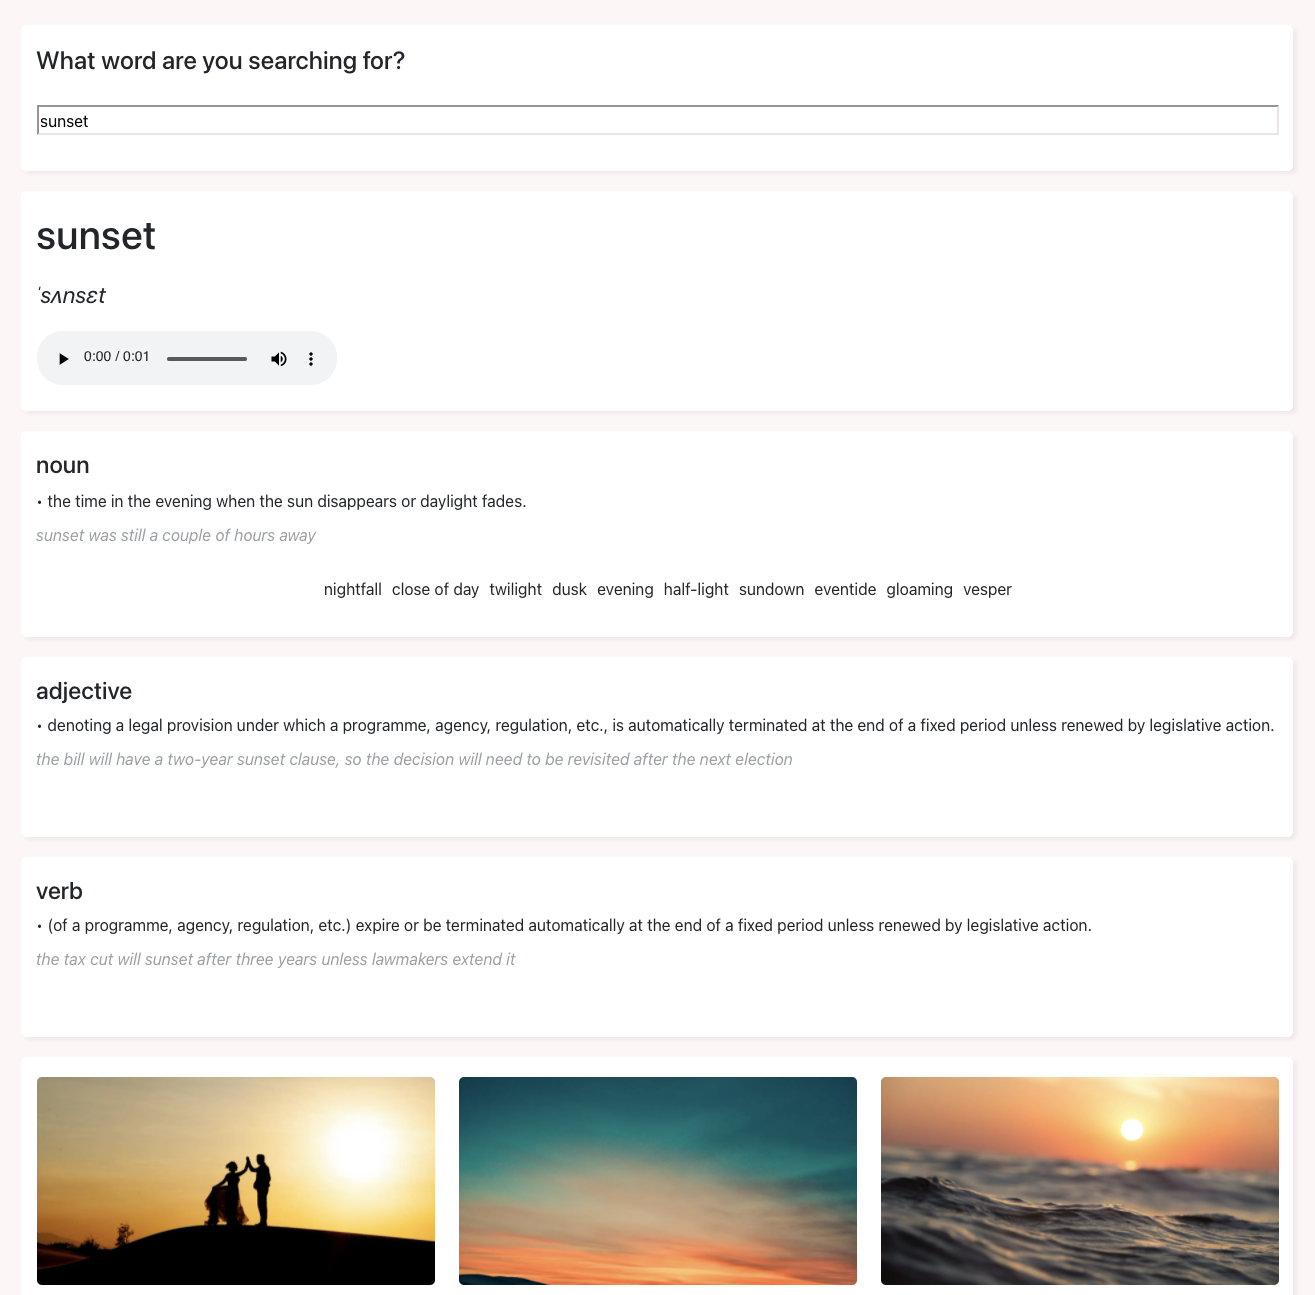 What word are you searching for?
sunset
sunset
ˈsʌnsɛt
0:00 / 0:01
noun
• the time in the evening when the sun disappears or daylight fades.
sunset was still a couple of hours away
nightfall close of day twilight dusk evening half-light sundown eventide gloaming vesper
adjective
• denoting a legal provision under which a programme, agency, regulation, etc., is automatically terminated at the end of a fixed period unless renewed by legislative action.
the bill will have a two-year sunset clause, so the decision will need to be revisited after the next election
verb
• (of a programme, agency, regulation, etc.) expire or be terminated automatically at the end of a fixed period unless renewed by legislative action.
the tax cut will sunset after three years unless lawmakers extend it